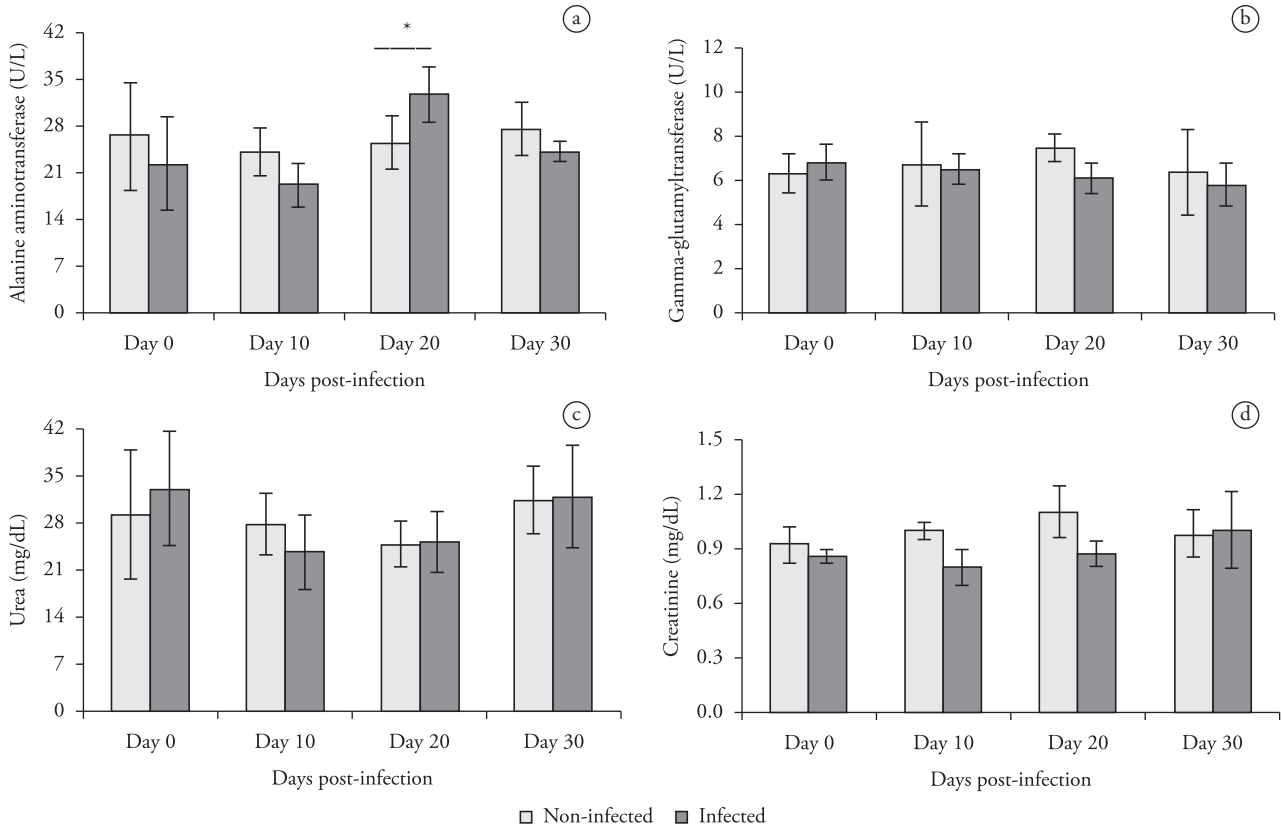 a
Alanine aminotransferase (U/L)
42
35
28
21
14
7
0
*
Day 0 Day 10 Day 20 Day 30
Days post-infection
b
Gamma-glutamyltransferase (U/L)
12
10
8
6
4
2
0
Day 0 Day 10 Day 20 Day 30
Days post-infection
c
Urea (mg/dL)
42
35
28
21
14
7
0
Day 0 Day 10 Day 20 Day 30
Days post-infection
d
Creatinine (mg/dL)
1.5
1.2
0.9
0.6
0.3
0.0
Day 0 Day 10 Day 20 Day 30
Days post-infection
Non-infected Infected